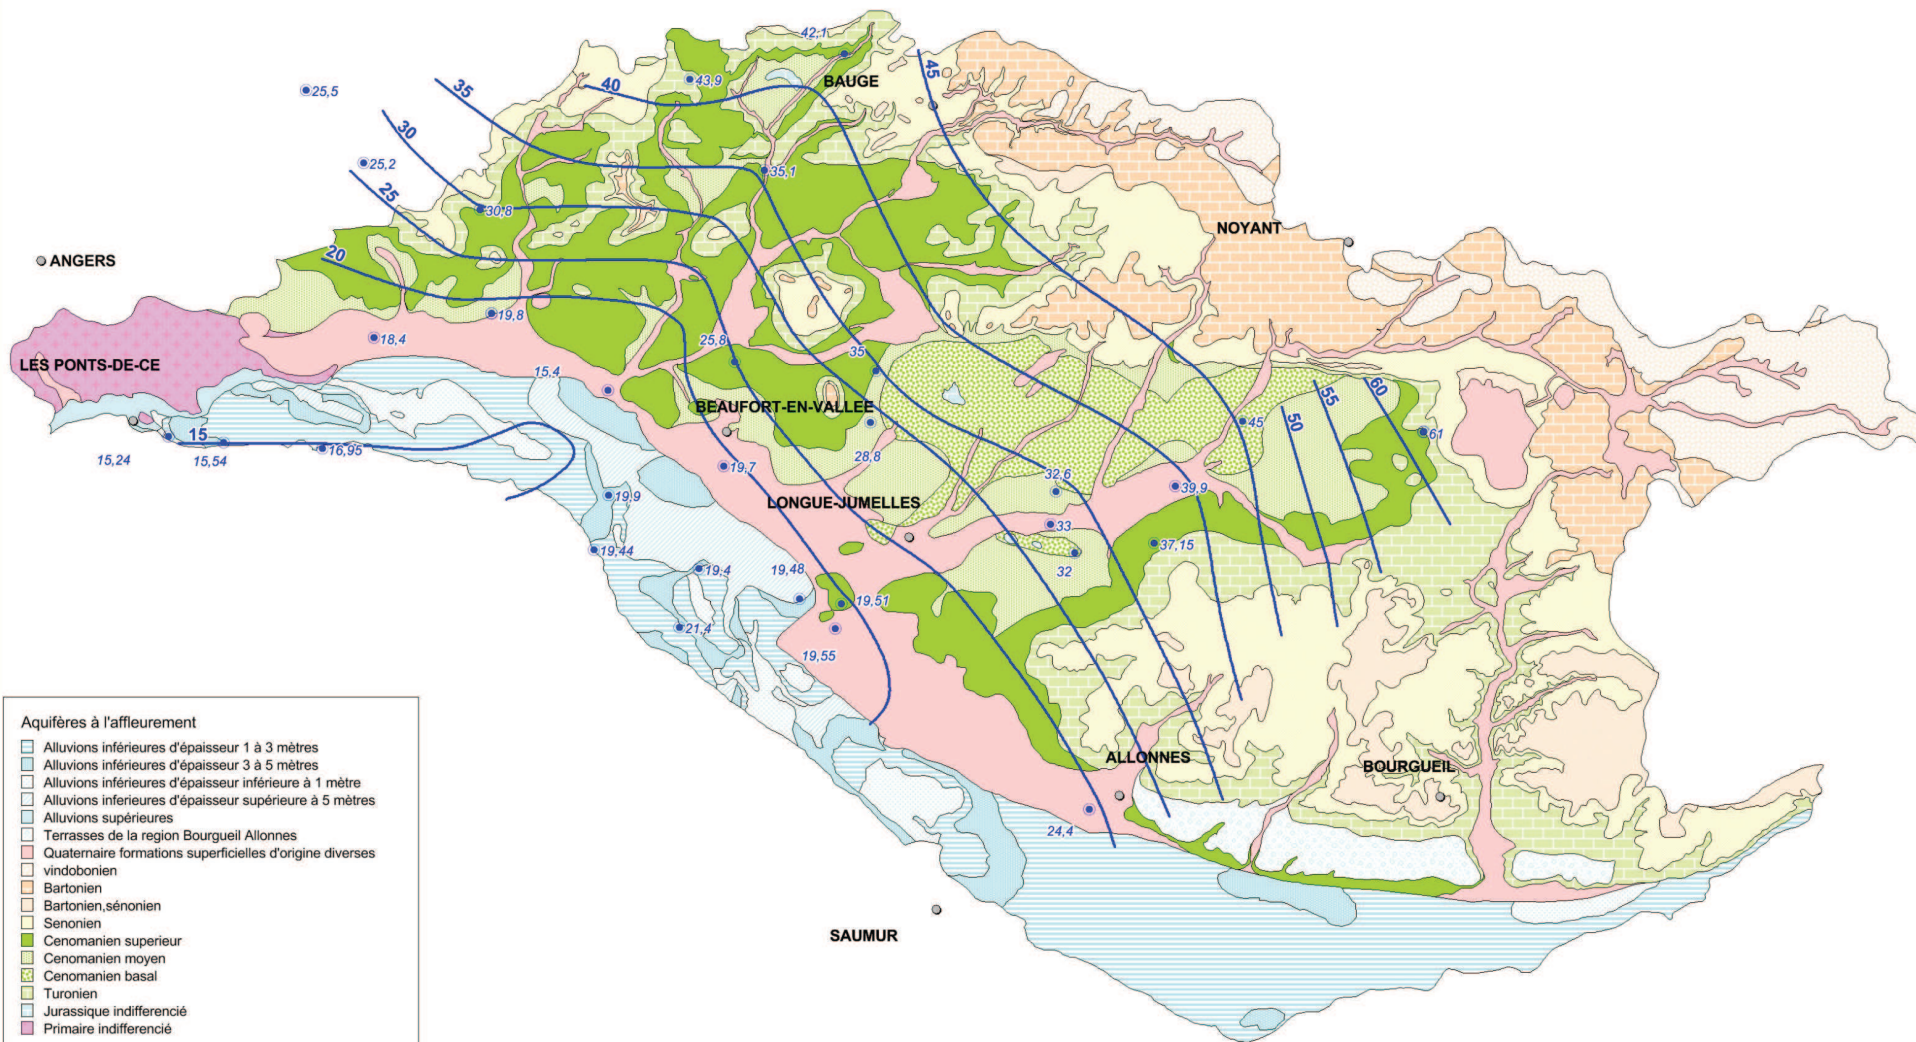 42,1
45
BAUGE
40
43,9
35
25,5
30
35,1
25,2
25
30,8
NOYANT
ANGERS
20
19,8
18,4
25,8
35
LES PONTS-DE-CE
15,4
60
55
BEAUFORT-EN-VALLEE
50
45
61
15
28,8
15,24
15,54
16,95
19,7
32,6
39,9
19,9
LONGUE-JUMELLES
33
19,44
37,15
19,4
19,48
32
19,51
21,4
19,55
ALLONNES
BOURGUEIL
24,4
SAUMUR
Aquifères à l'affleurement
Alluvions inférieures d'épaisseur 1 à 3 mètres
Alluvions inférieures d'épaisseur 3 à 5 mètres
Alluvions inférieures d'épaisseur inférieure à 1 mètre
Alluvions inferieures d'épaisseur supérieure à 5 mètres
Alluvions supérieures
Terrasses de la region Bourgueil Allonnes
Quaternaire formations superficielles d'origine diverses
vindobonien
Bartonien
Bartonien,sénonien
Senonien
Cenomanien superieur
Cenomanien moyen
Cenomanien basal
Turonien
Jurassique indifferencié
Primaire indifferencié